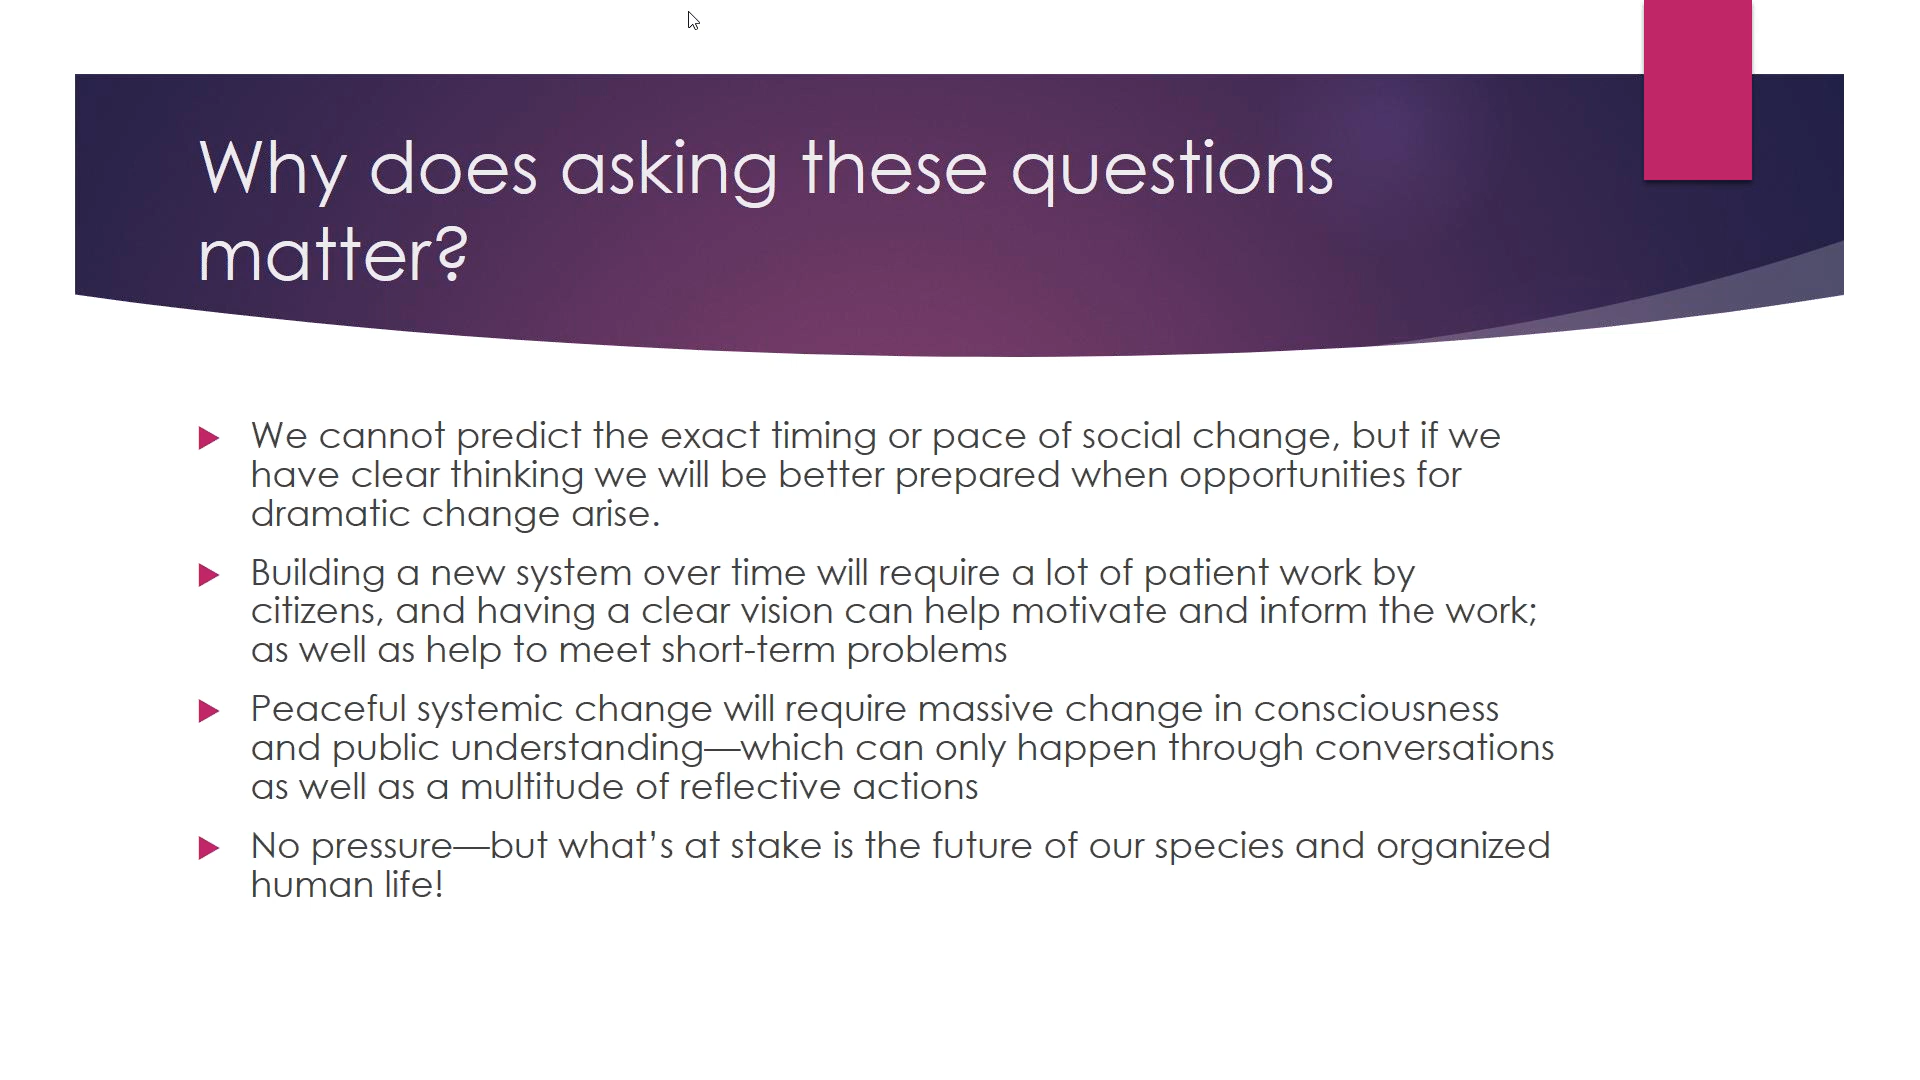 Why does asking these questions
matter?
We cannot predict the exact timing or pace of social change, but if we
have clear thinking we will be better prepared when opportunities for
dramatic change arise.
Building a new system over time will require a lot of patient work by
citizens, and having a clear vision can help motivate and inform the work;
as well as help to meet short-term problems
Peaceful systemic change will require massive change in consciousness
and public understanding—which can only happen through conversations
as well as a multitude of reflective actions
No pressure—but what’s at stake is the future of our species and organized
human life!